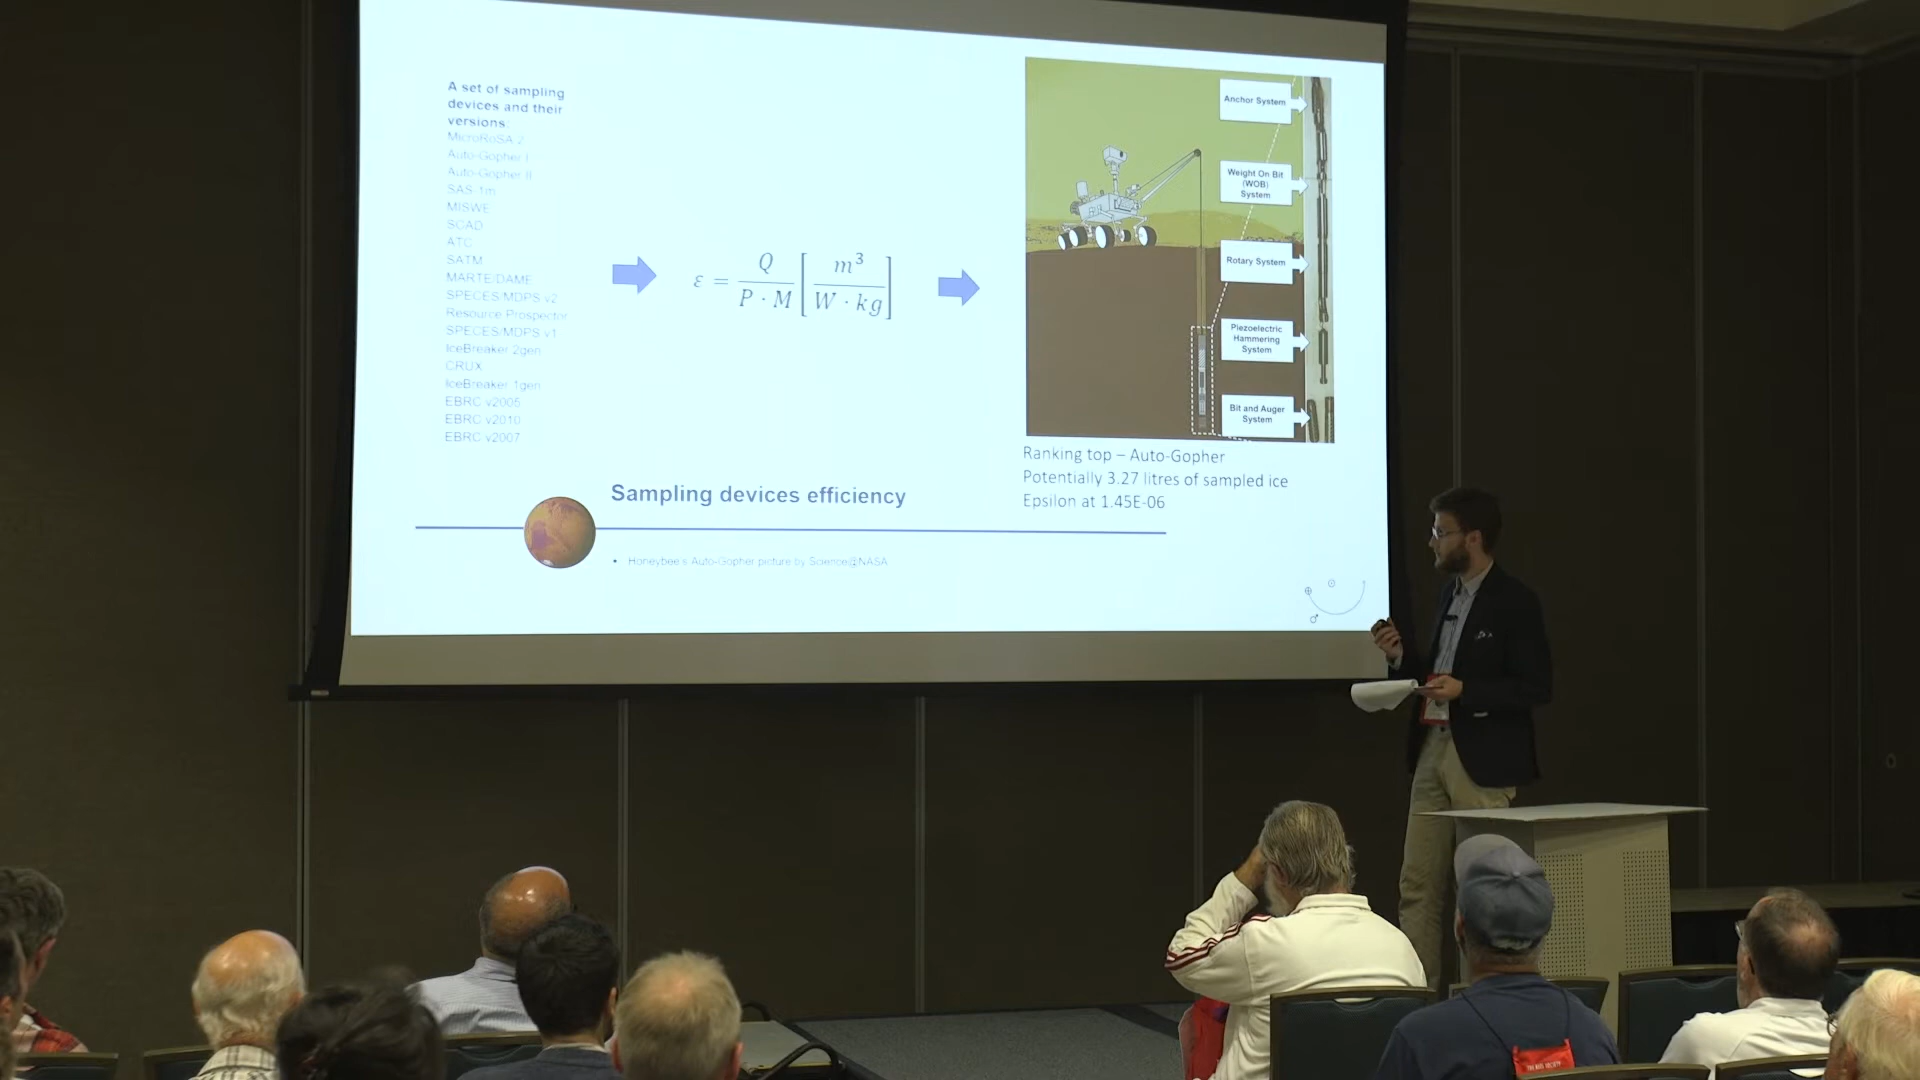 A set of sampling
devices and their
versions:
MicroRoSA 2
Auto-Gopher I
Auto-Gopher II
SAS-1m
MISWE
SCAD
ATC
SATM
MARTE/DAME
SPECES/MDPS v2
Resource Prospector
SPECES/MDPS v1
IceBreaker 2gen
CRUX
IceBreaker 1gen
EBRC v2005
EBRC v2010
EBRC v2007
ε = Q / P · M [ m³ / W · kg ]
Anchor System
Weight On Bit
(WOB)
System
Rotary System
Piezoelectric
Hammering
System
Bit and Auger
System
Ranking top – Auto-Gopher
Potentially 3.27 litres of sampled ice
Epsilon at 1.45E-06
Sampling devices efficiency
• Honeybee's Auto-Gopher picture by Science@NASA